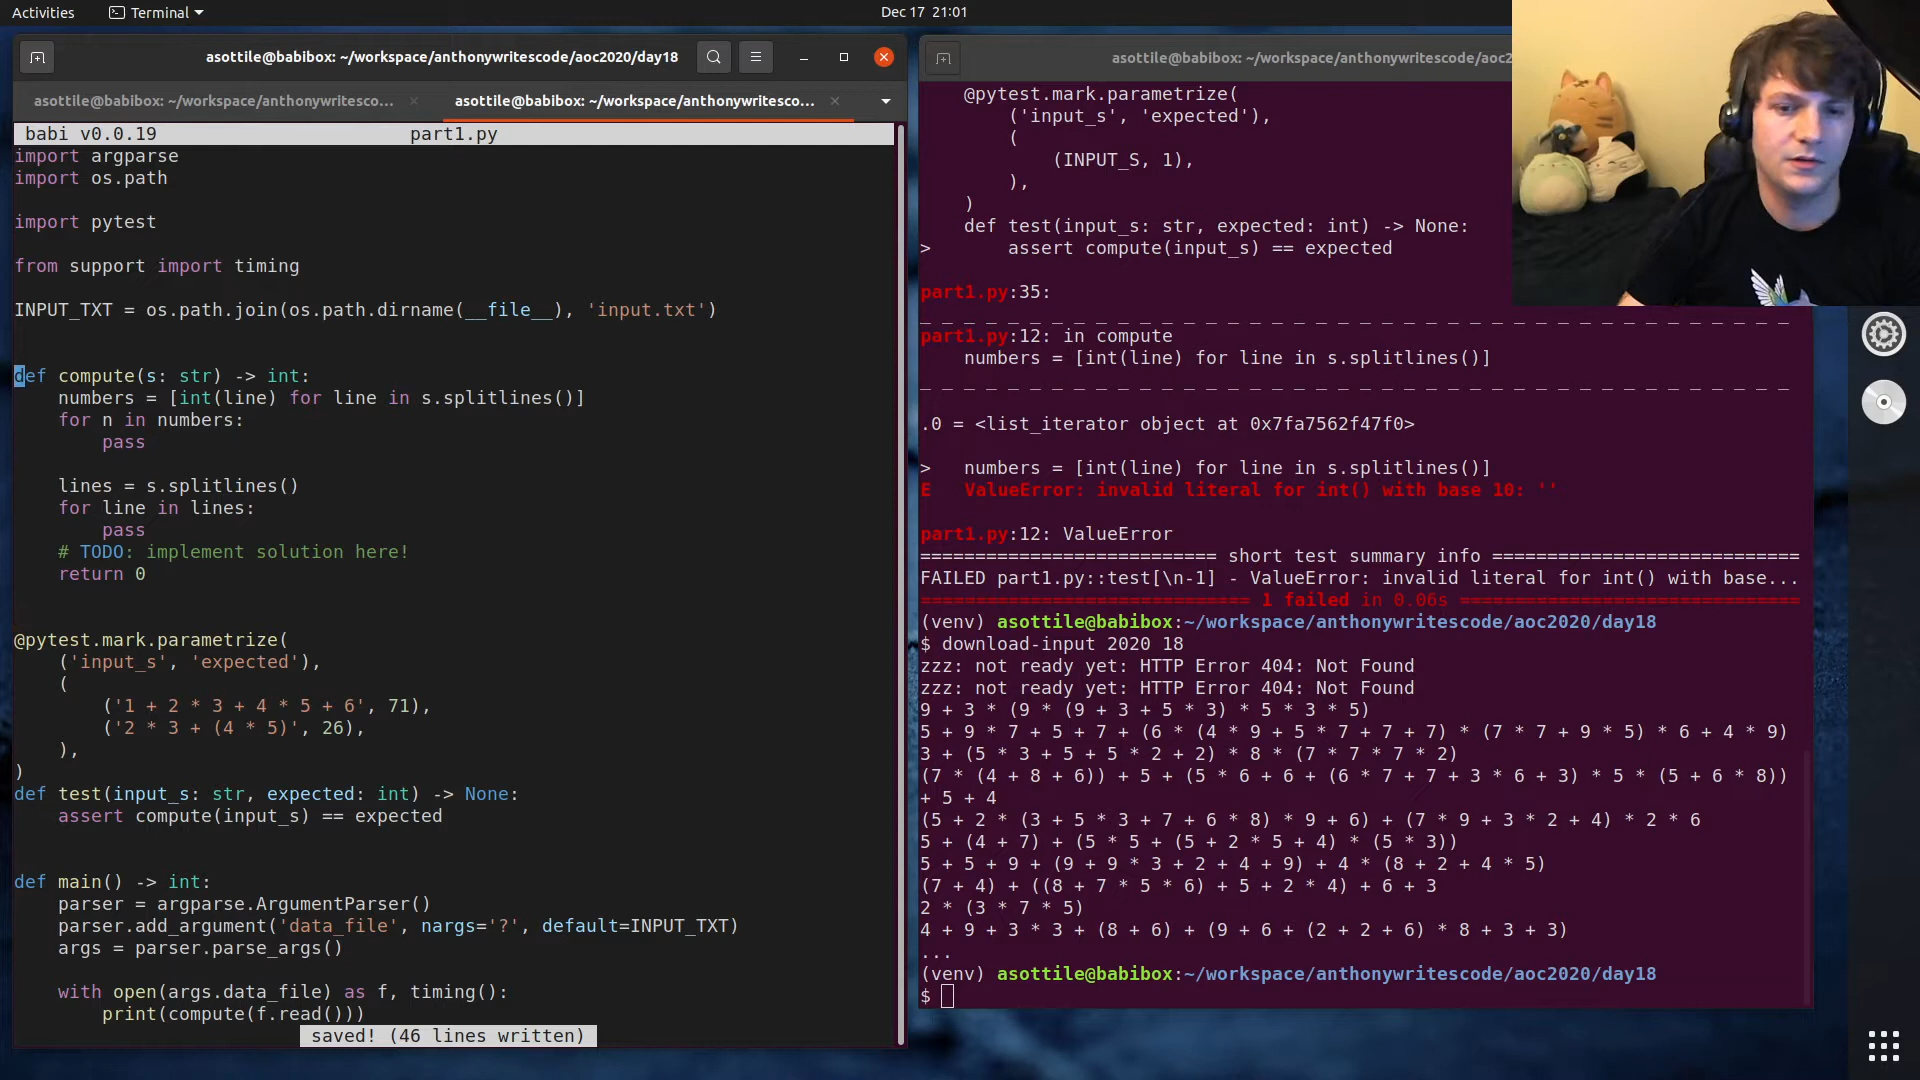 Activities
Terminal
Dec 17 21:01
asottile@babibox: ~/workspace/anthonywritescode/aoc2020/day18
asottile@babibox: ~/workspace/anthonywritesco...
asottile@babibox: ~/workspace/anthonywritesco...
babi v0.0.19 part1.py
import argparse
import os.path
import pytest
from support import timing
INPUT_TXT = os.path.join(os.path.dirname(__file__), 'input.txt')
def compute(s: str) -> int:
    numbers = [int(line) for line in s.splitlines()]
    for n in numbers:
        pass
    lines = s.splitlines()
    for line in lines:
        pass
    # TODO: implement solution here!
    return 0
@pytest.mark.parametrize(
    ('input_s', 'expected'),
    (
        ('1 + 2 * 3 + 4 * 5 + 6', 71),
        ('2 * 3 + (4 * 5)', 26),
    ),
)
def test(input_s: str, expected: int) -> None:
    assert compute(input_s) == expected
def main() -> int:
    parser = argparse.ArgumentParser()
    parser.add_argument('data_file', nargs='?', default=INPUT_TXT)
    args = parser.parse_args()
    with open(args.data_file) as f, timing():
        print(compute(f.read()))
saved! (46 lines written)
asottile@babibox: ~/workspace/anthonywritescode/aoc2
    @pytest.mark.parametrize(
        ('input_s', 'expected'),
        (
            (INPUT_S, 1),
        ),
    )
    def test(input_s: str, expected: int) -> None:
>       assert compute(input_s) == expected
part1.py:35:
_ _ _ _ _ _ _ _ _ _ _ _ _ _ _ _ _ _ _ _ _ _ _ _ _ _ _ _ _ _ _ _ _ _ _ _ _ _ _ _
part1.py:12: in compute
    numbers = [int(line) for line in s.splitlines()]
_ _ _ _ _ _ _ _ _ _ _ _ _ _ _ _ _ _ _ _ _ _ _ _ _ _ _ _ _ _ _ _ _ _ _ _ _ _ _ _
.0 = <list_iterator object at 0x7fa7562f47f0>
>   numbers = [int(line) for line in s.splitlines()]
E   ValueError: invalid literal for int() with base 10: ''
part1.py:12: ValueError
=========================== short test summary info ============================
FAILED part1.py::test[\n-1] - ValueError: invalid literal for int() with base...
============================== 1 failed in 0.06s ===============================
(venv) asottile@babibox:~/workspace/anthonywritescode/aoc2020/day18
$ download-input 2020 18
zzz: not ready yet: HTTP Error 404: Not Found
zzz: not ready yet: HTTP Error 404: Not Found
9 + 3 * (9 * (9 + 3 + 5 * 3) * 5 * 3 * 5)
5 + 9 * 7 + 5 + 7 + (6 * (4 * 9 + 5 * 7 + 7 + 7) * (7 * 7 + 9 * 5) * 6 + 4 * 9)
3 + (5 * 3 + 5 + 5 * 2 + 2) * 8 * (7 * 7 * 7 * 2)
(7 * (4 + 8 + 6)) + 5 + (5 * 6 + 6 + (6 * 7 + 7 + 3 * 6 + 3) * 5 * (5 + 6 * 8))
+ 5 + 4
(5 + 2 * (3 + 5 * 3 + 7 + 6 * 8) * 9 + 6) + (7 * 9 + 3 * 2 + 4) * 2 * 6
5 + (4 + 7) + (5 * 5 + (5 + 2 * 5 + 4) * (5 * 3))
5 + 5 + 9 + (9 + 9 * 3 + 2 + 4 + 9) + 4 * (8 + 2 + 4 * 5)
(7 + 4) + ((8 + 7 * 5 * 6) + 5 + 2 * 4) + 6 + 3
2 * (3 * 7 * 5)
4 + 9 + 3 * 3 + (8 + 6) + (9 + 6 + (2 + 2 + 6) * 8 + 3 + 3)
...
(venv) asottile@babibox:~/workspace/anthonywritescode/aoc2020/day18
$